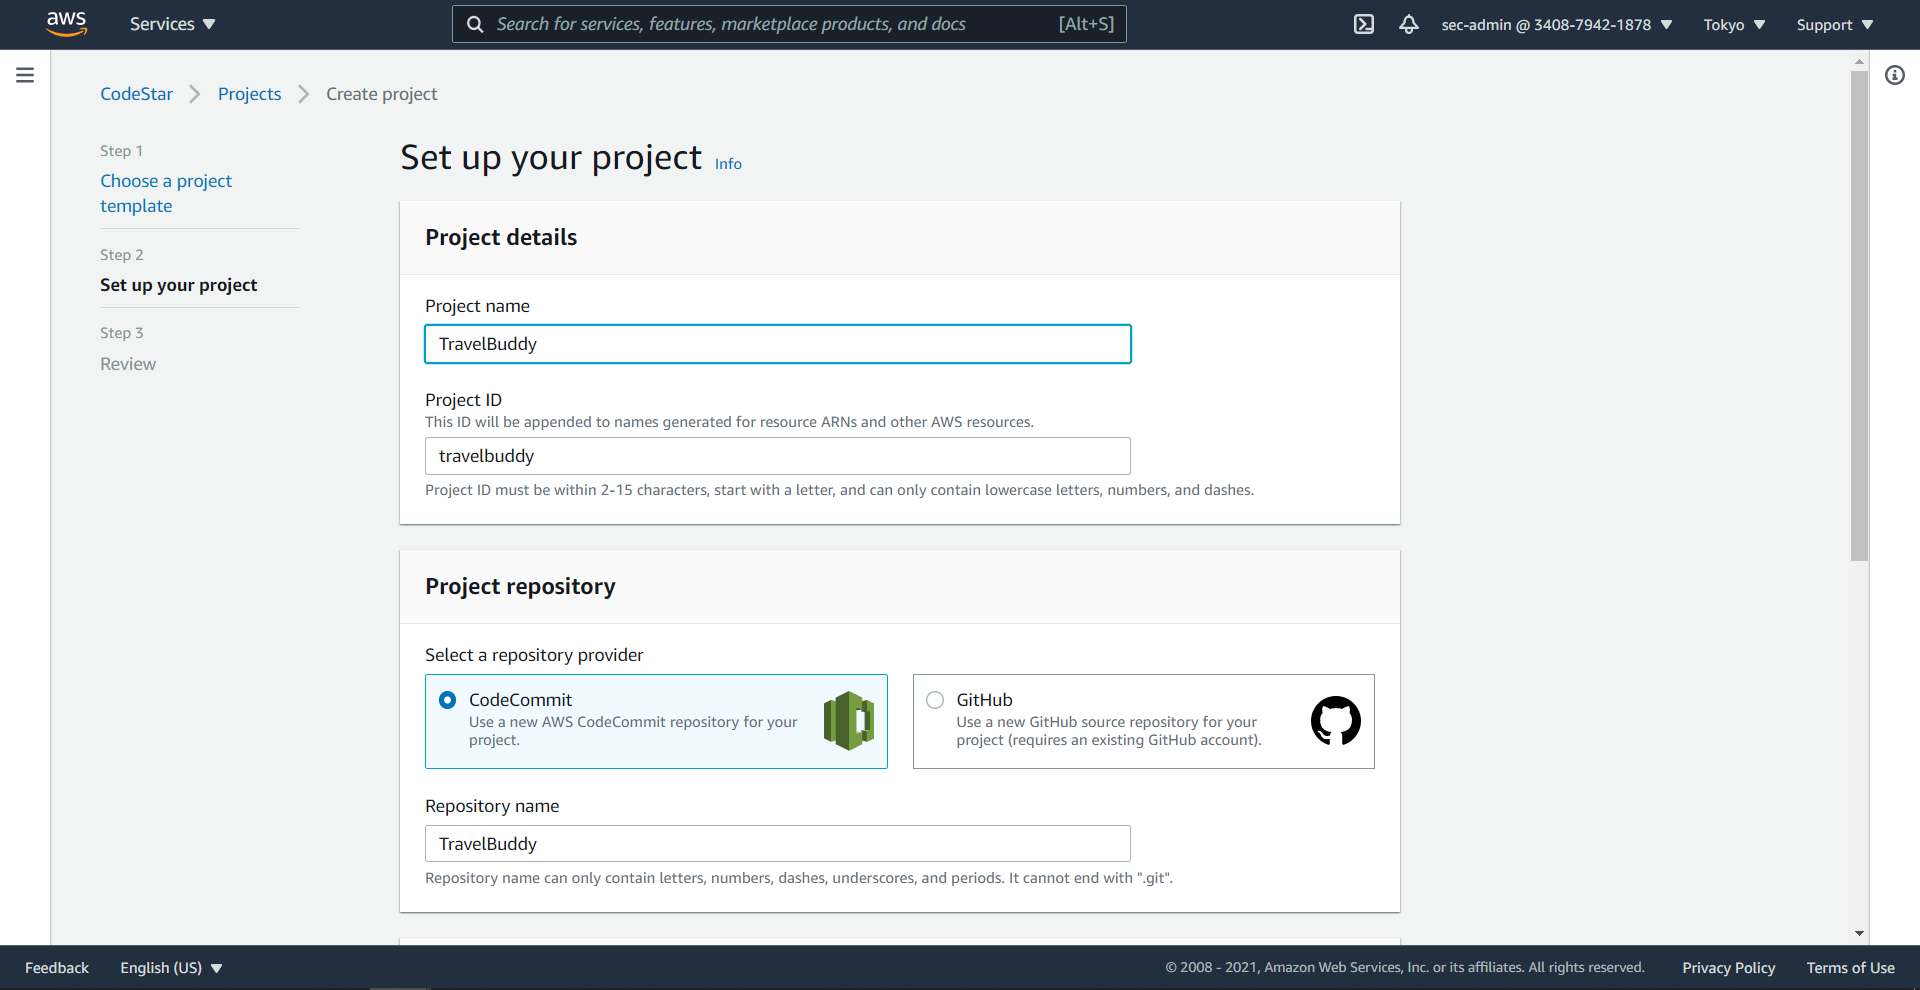 aws
Services
Search for services, features, marketplace products, and docs [Alt+S]
sec-admin @ 3408-7942-1878
Tokyo
Support
CodeStar
Projects
Create project
Step 1
Choose a project
template
Step 2
Set up your project
Step 3
Review
Set up your project Info
Project details
Project name
TravelBuddy
Project ID
This ID will be appended to names generated for resource ARNs and other AWS resources.
travelbuddy
Project ID must be within 2-15 characters, start with a letter, and can only contain lowercase letters, numbers, and dashes.
Project repository
Select a repository provider
CodeCommit
Use a new AWS CodeCommit repository for your
project.
GitHub
Use a new GitHub source repository for your
project (requires an existing GitHub account).
Repository name
TravelBuddy
Repository name can only contain letters, numbers, dashes, underscores, and periods. It cannot end with ".git".
Feedback
English (US)
© 2008 - 2021, Amazon Web Services, Inc. or its affiliates. All rights reserved.
Privacy Policy
Terms of Use